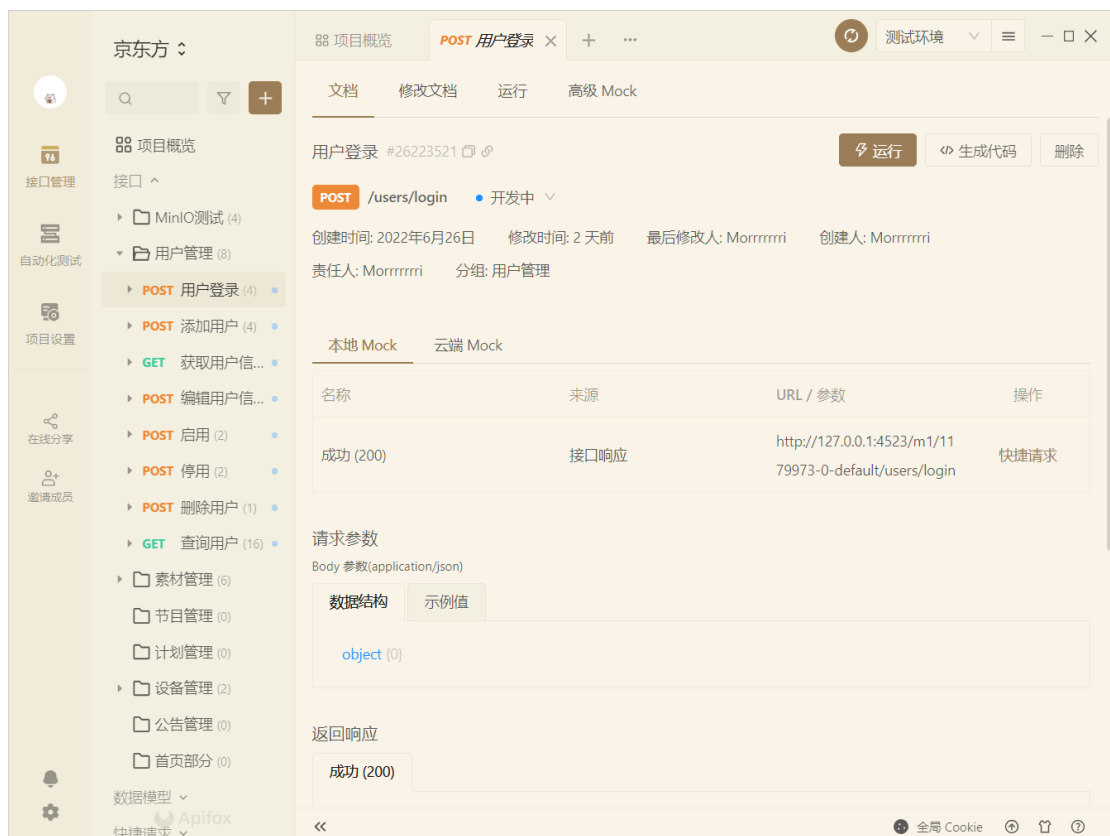 京东方
项目概览
POST 用户登录
测试环境
文档
修改文档
运行
高级 Mock
项目概览
用户登录 #26223521
运行
生成代码
删除
96
接口管理
接口
POST /users/login
开发中
MinIO测试 (4)
创建时间: 2022年6月26日
修改时间: 2 天前
最后修改人: Morrrrrrri
创建人: Morrrrrrri
自动化测试
用户管理 (8)
责任人: Morrrrrrri
分组: 用户管理
POST 用户登录 (4)
POST 添加用户 (4)
项目设置
本地 Mock
云端 Mock
GET 获取用户信...
POST 编辑用户信...
名称
来源
URL / 参数
操作
在线分享
POST 启用 (2)
成功 (200)
接口响应
http://127.0.0.1:4523/m1/11
79973-0-default/users/login
快捷请求
POST 停用 (2)
邀请成员
POST 删除用户 (1)
GET 查询用户 (16)
请求参数
Body 参数(application/json)
素材管理 (6)
数据结构
示例值
节目管理 (0)
计划管理 (0)
object {0}
设备管理 (2)
公告管理 (0)
返回响应
首页部分 (0)
成功 (200)
数据模型
Apifox
快捷请求
全局 Cookie